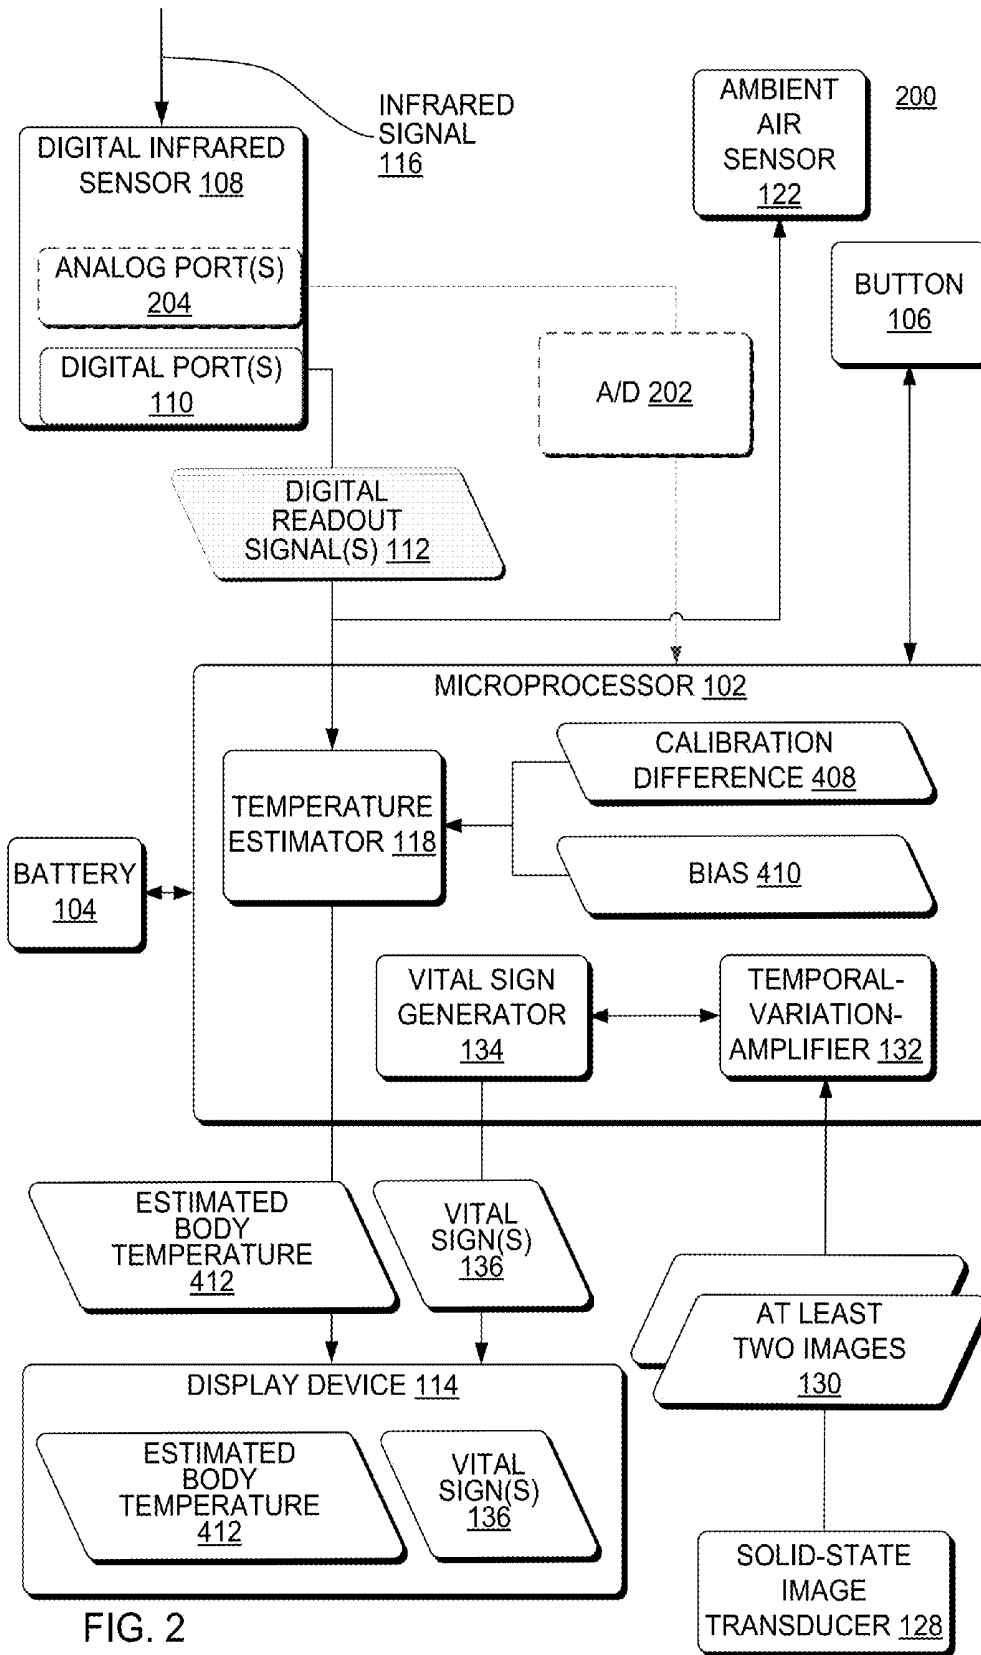 INFRARED
SIGNAL
116
AMBIENT
AIR
SENSOR
122
200
DIGITAL INFRARED
SENSOR 108
ANALOG PORT(S)
204
DIGITAL PORT(S)
110
BUTTON
106
A/D 202
DIGITAL
READOUT
SIGNAL(S) 112
MICROPROCESSOR 102
CALIBRATION
DIFFERENCE 408
TEMPERATURE
ESTIMATOR 118
BIAS 410
BATTERY
104
VITAL SIGN
GENERATOR
134
TEMPORAL-
VARIATION-
AMPLIFIER 132
ESTIMATED
BODY
TEMPERATURE
412
VITAL
SIGN(S)
136
AT LEAST
TWO IMAGES
130
DISPLAY DEVICE 114
ESTIMATED
BODY
TEMPERATURE
412
VITAL
SIGN(S)
136
SOLID-STATE
IMAGE
TRANSDUCER 128
FIG. 2